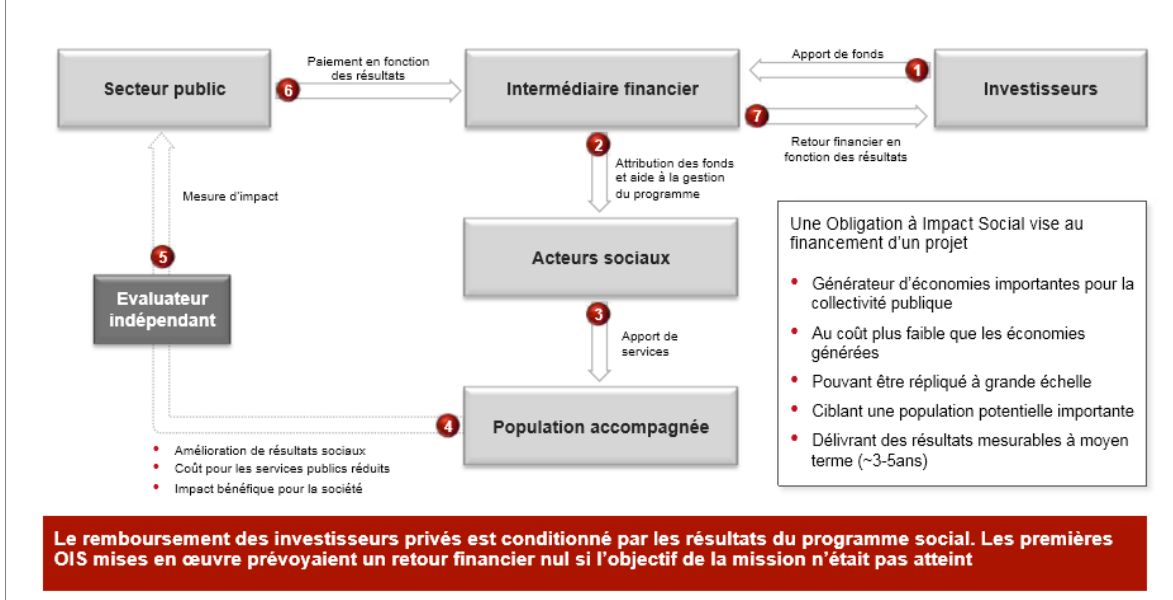 Secteur public
6
Paiement en fonction
des résultats
Intermédiaire financier
Apport de fonds
1
Investisseurs
7
Retour financier en
fonction des résultats
2
Attribution des fonds
et aide à la gestion
du programme
Mesure d'impact
5
Evaluateur
indépendant
Acteurs sociaux
3
Apport de
services
4
Population accompagnée
• Amélioration de résultats sociaux
• Coût pour les services publics réduits
• Impact bénéfique pour la société
Une Obligation à Impact Social vise au
financement d'un projet
• Générateur d'économies importantes pour la
collectivité publique
• Au coût plus faible que les économies
générées
• Pouvant être répliqué à grande échelle
• Ciblant une population potentielle importante
• Délivrant des résultats mesurables à moyen
terme (~3-5ans)
Le remboursement des investisseurs privés est conditionné par les résultats du programme social. Les premières
OIS mises en œuvre prévoyaient un retour financier nul si l'objectif de la mission n'était pas atteint